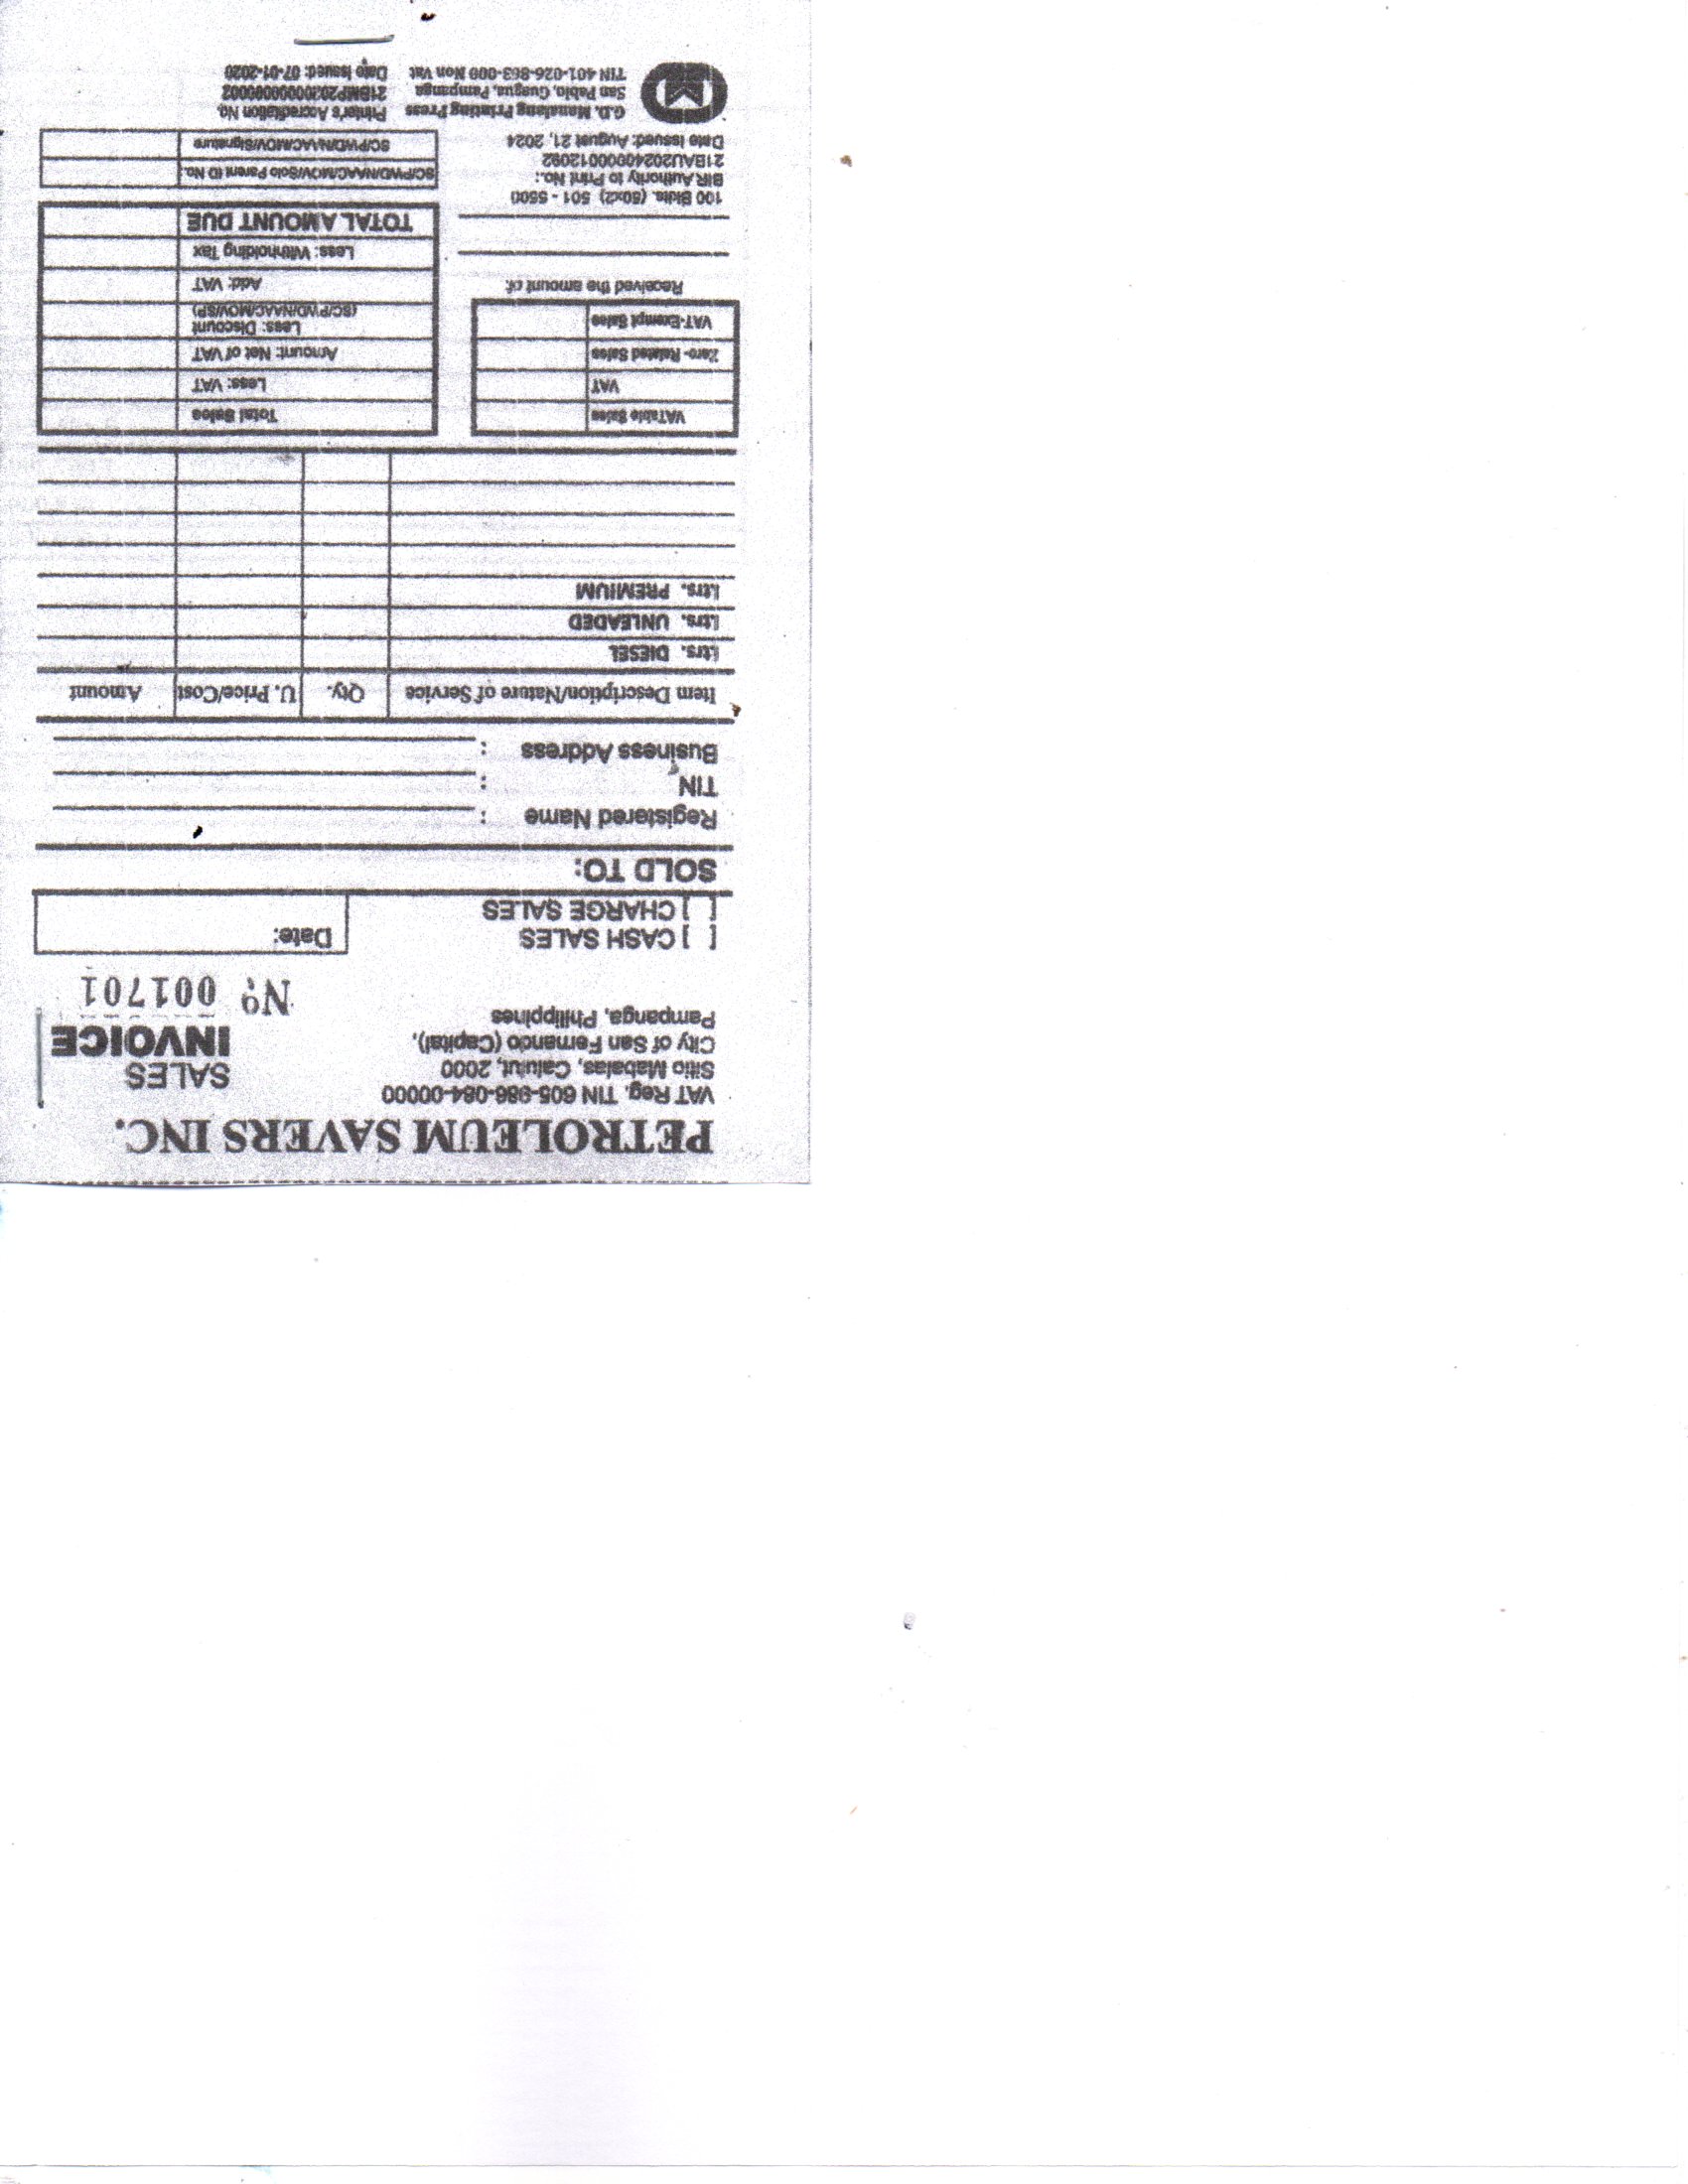 PETROLEUM SAVERS INC.
VAT Reg. TIN 605-986-084-00000
Sitio Mabalas, Calulut, 2000
City of San Fernando (Capital),
Pampanga, Philippines
SALES
INVOICE
Nº 001701
[ ] CASH SALES
[ ] CHARGE SALES
Date:
SOLD TO:
Registered Name :
TIN :
Business Address :
Item Description/Nature of Service Qty. U. Price/Cost Amount
Ltrs. DIESEL
Ltrs. UNLEADED
Ltrs. PREMIUM
VATable Sales
VAT
Zero- Related Sales
VAT-Exempt Sales
Received the amount of:
Total Sales
Less: VAT
Amount: Net of VAT
Less: Discount
(SC/PWD/NAAC/MOV/SP)
Add: VAT
Less: Withholding Tax
TOTAL AMOUNT DUE
100 Bklts. (50x2) 501 - 5500
BIR Authority to Print No.:
21BAU20240000012092
Date Issued: August 21, 2024
SC/PWD/NAAC/MOV/Solo Parent ID No.
SC/PWD/NAAC/MOV/Signature
G.D. Manalang Printing Press
San Pablo, Guagua, Pampanga
TIN 401-026-863-000 Non Vat
Printer's Accreditation No.
21BMP20200000000002
Date Issued: 07-01-2020